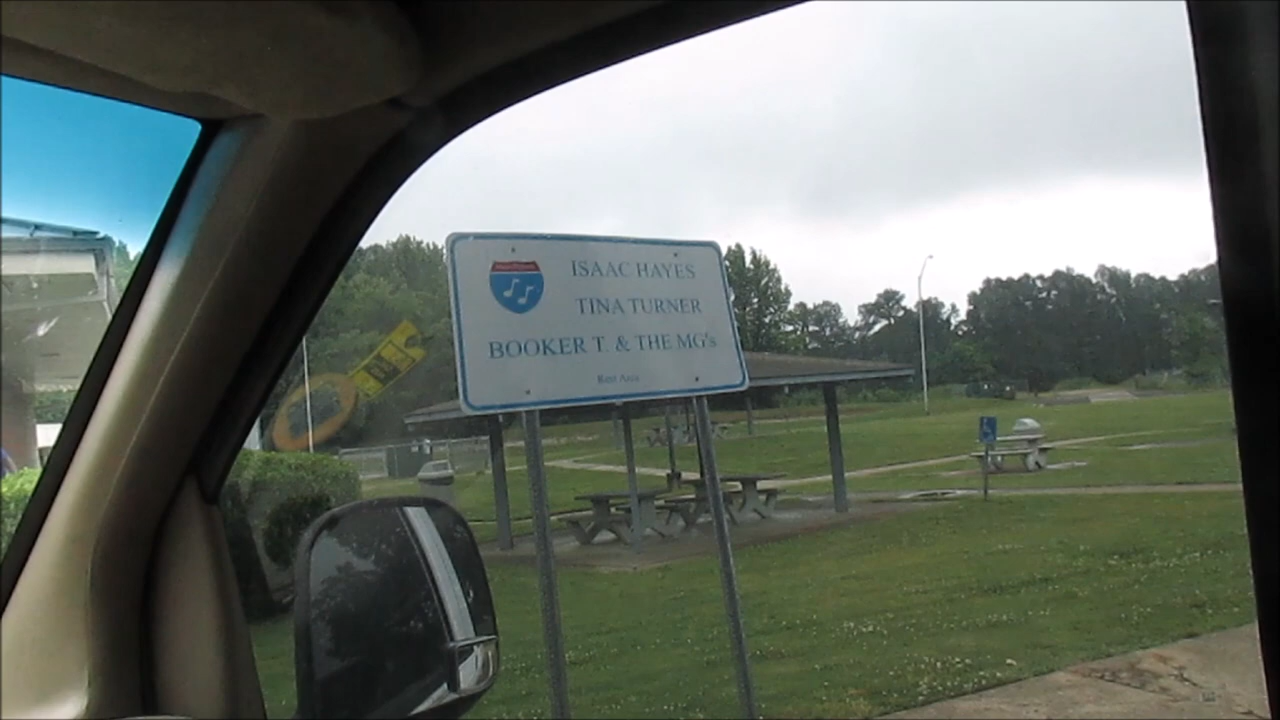 ISAAC HAYES
TINA TURNER
BOOKER T. & THE MG's
Rest Area